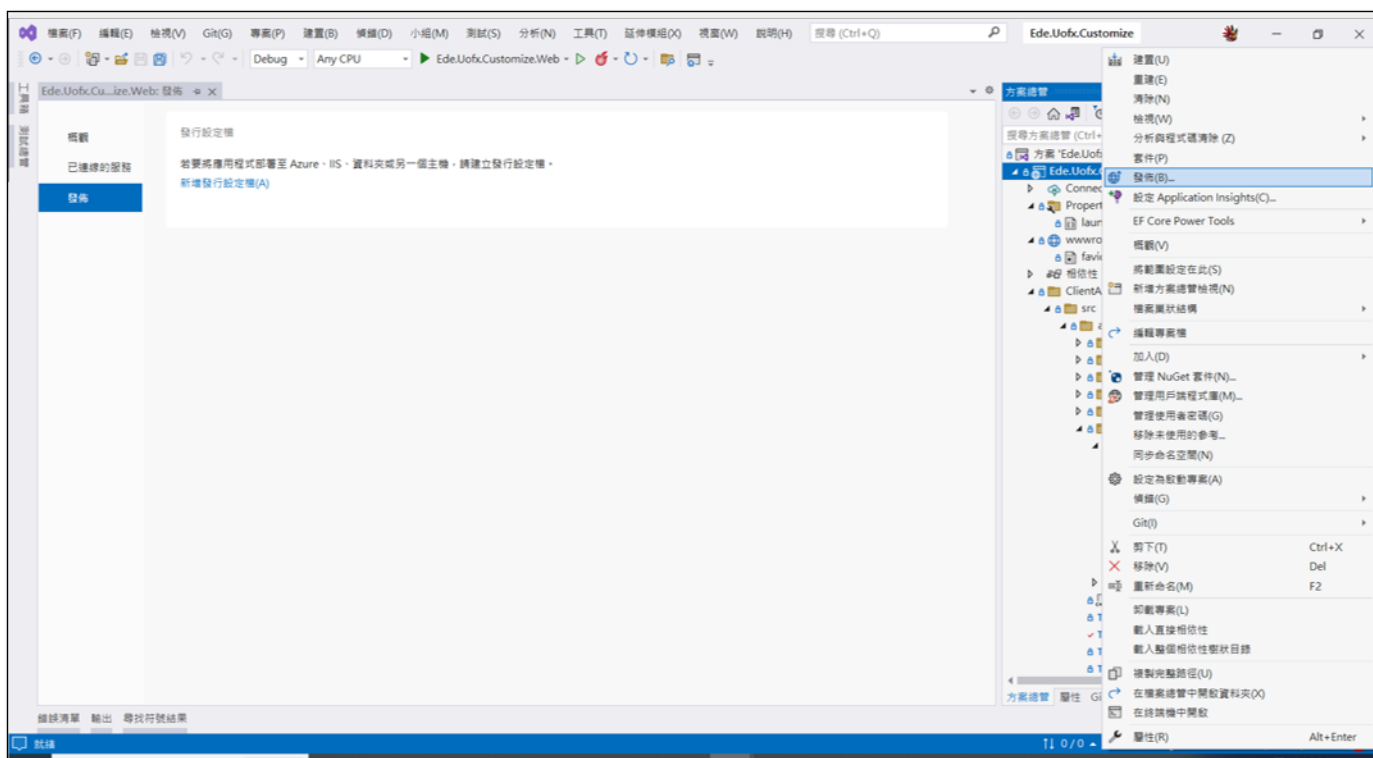 檔案(F) 編輯(E) 檢視(V) Git(G) 專案(P) 建置(B) 偵錯(D) 小組(M) 測試(S) 分析(N) 工具(T) 延伸模組(X) 視窗(W) 說明(H) 搜尋 (Ctrl+Q) Ede.Uofx.Customize
Debug Any CPU Ede.Uofx.Customize.Web
工具箱
測試總管
Ede.Uofx.Cu...ize.Web: 發佈
概觀
已連線的服務
發佈
發行設定檔
若要將應用程式部署至 Azure、IIS、資料夾或另一個主機，請建立發行設定檔。
新增發行設定檔(A)
方案總管
搜尋方案總管 (Ctrl+
方案 'Ede.Uof
Ede.Uofx.
Connec
Propert
laun
wwwro
favi
相依性
ClientA
src
建置(U)
重建(E)
清除(N)
檢視(W)
分析與程式碼清除 (Z)
套件(P)
發佈(B)...
設定 Application Insights(C)...
EF Core Power Tools
概觀(V)
將範圍設定在此(S)
新增方案總管檢視(N)
檔案巢狀結構
編輯專案檔
加入(D)
管理 NuGet 套件(N)...
管理用戶端程式庫(M)...
管理使用者密碼(G)
移除未使用的參考...
同步命名空間(N)
設定為啟動專案(A)
偵錯(G)
Git(I)
剪下(T) Ctrl+X
移除(V) Del
重新命名(M) F2
卸載專案(L)
載入直接相依性
載入整個相依性樹狀目錄
複製完整路徑(U)
在檔案總管中開啟資料夾(X)
在終端機中開啟
屬性(R) Alt+Enter
方案總管 屬性 Gi
錯誤清單 輸出 尋找符號結果
就緒 0/0